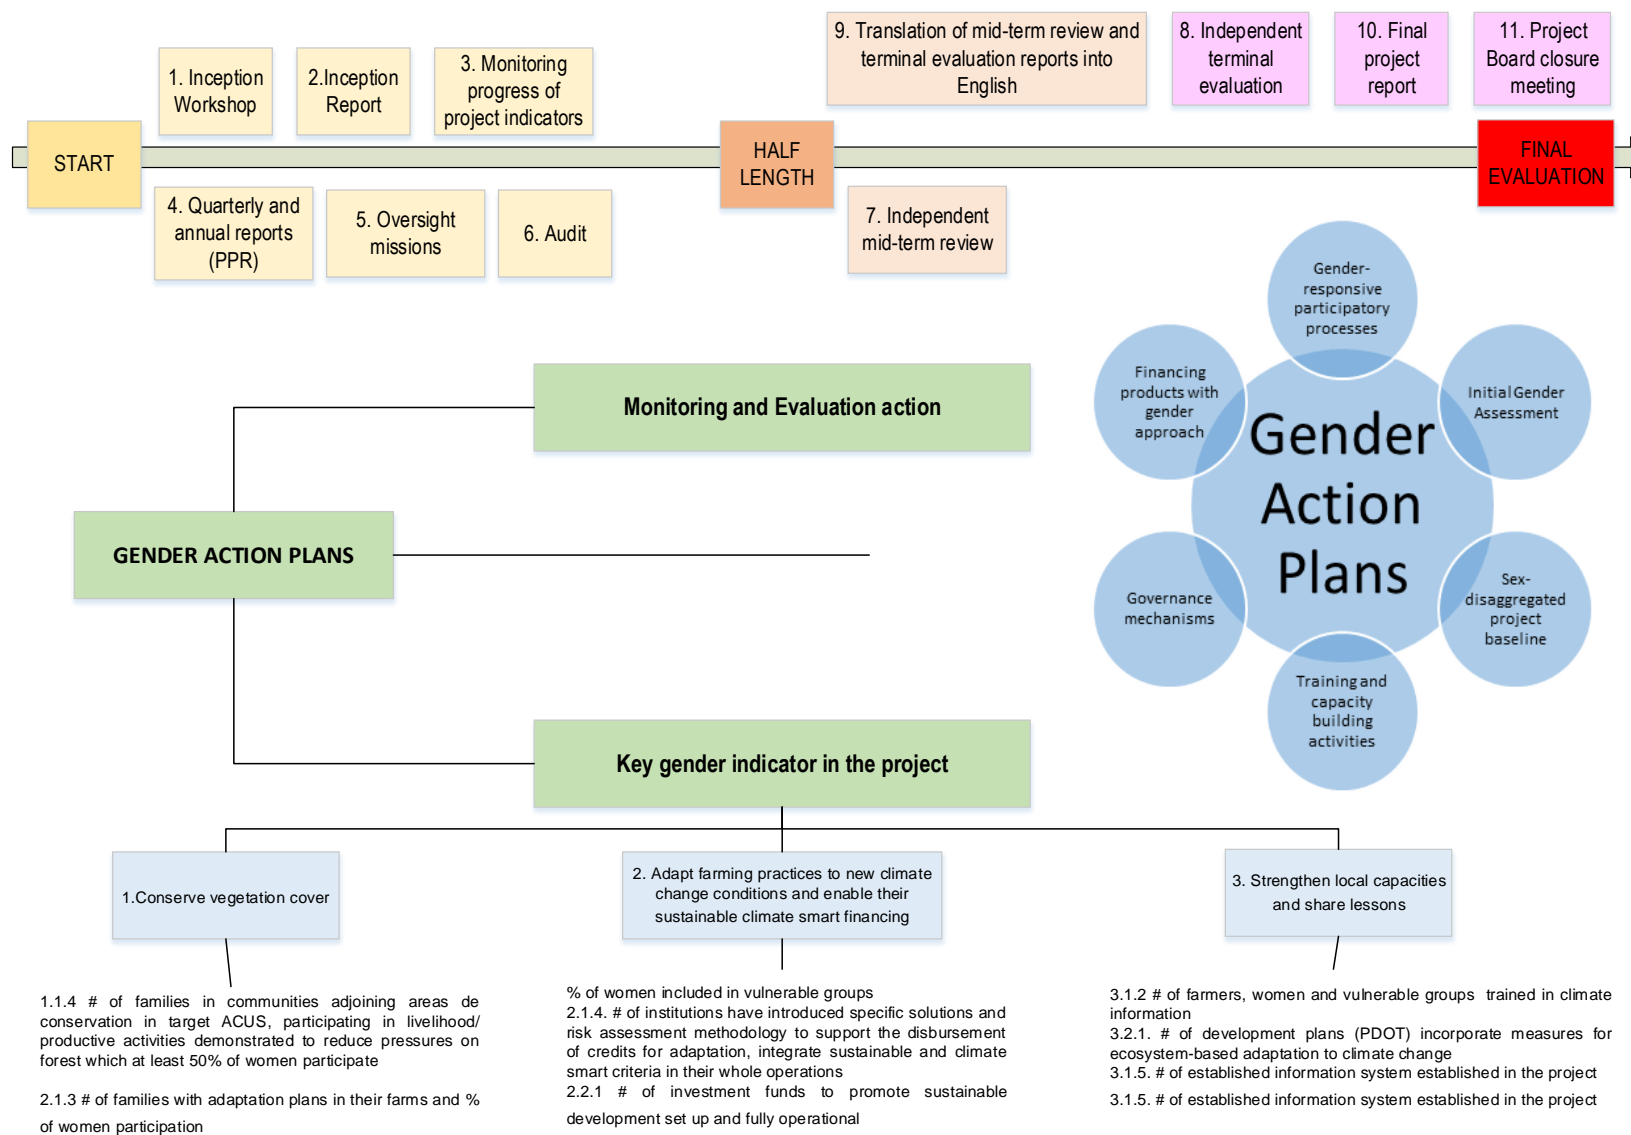 1. Inception
Workshop
2.Inception
Report
3. Monitoring
progress of
project indicators
9. Translation of mid-term review and
terminal evaluation reports into
English
8. Independent
terminal
evaluation
10. Final
project
report
11. Project
Board closure
meeting
START
HALF
LENGTH
FINAL
EVALUATION
4. Quarterly and
annual reports
(PPR)
5. Oversight
missions
6. Audit
7. Independent
mid-term review
Monitoring and Evaluation action
GENDER ACTION PLANS
Key gender indicator in the project
Gender
Action
Plans
Gender-
responsive
participatory
processes
Initial Gender
Assessment
Sex-
disaggregated
project
baseline
Training and
capacity
building
activities
Governance
mechanisms
Financing
products with
gender
approach
1.Conserve vegetation cover
2. Adapt farming practices to new climate
change conditions and enable their
sustainable climate smart financing
3. Strengthen local capacities
and share lessons
1.1.4 # of families in communities adjoining areas de
conservation in target ACUS, participating in livelihood/
productive activities demonstrated to reduce pressures on
forest which at least 50% of women participate
2.1.3 # of families with adaptation plans in their farms and %
of women participation
% of women included in vulnerable groups
2.1.4. # of institutions have introduced specific solutions and
risk assessment methodology to support the disbursement
of credits for adaptation, integrate sustainable and climate
smart criteria in their whole operations
2.2.1 # of investment funds to promote sustainable
development set up and fully operational
3.1.2 # of farmers, women and vulnerable groups trained in climate
information
3.2.1. # of development plans (PDOT) incorporate measures for
ecosystem-based adaptation to climate change
3.1.5. # of established information system established in the project
3.1.5. # of established information system established in the project